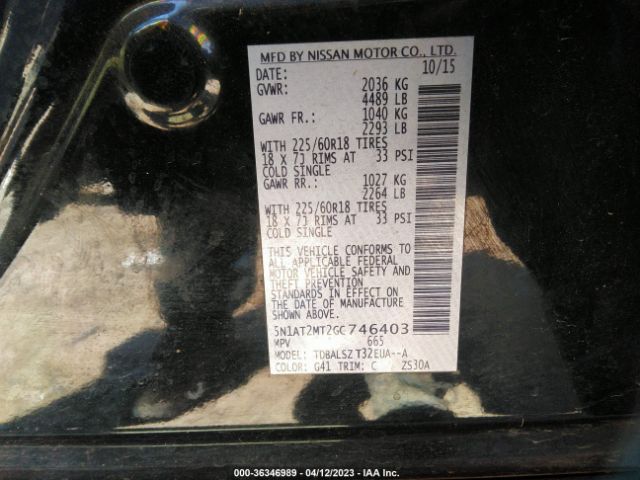 MFD BY NISSAN MOTOR CO., LTD.
DATE: 10/15
GVWR: 2036 KG
4489 LB
GAWR FR.: 1040 KG
2293 LB
WITH 225/60R18 TIRES
18 X 7J RIMS AT 33 PSI
COLD SINGLE
GAWR RR.: 1027 KG
2264 LB
WITH 225/60R18 TIRES
18 X 7J RIMS AT 33 PSI
COLD SINGLE
THIS VEHICLE CONFORMS TO
ALL APPLICABLE FEDERAL
MOTOR VEHICLE SAFETY AND
THEFT PREVENTION
STANDARDS IN EFFECT ON
THE DATE OF MANUFACTURE
SHOWN ABOVE.
5N1AT2MT2GC746403
MPV 665
MODEL: TDBALSZ T32EUA--A
COLOR: G41 TRIM: C ZS30A
000-36346989 - 04/12/2023 - IAA Inc.